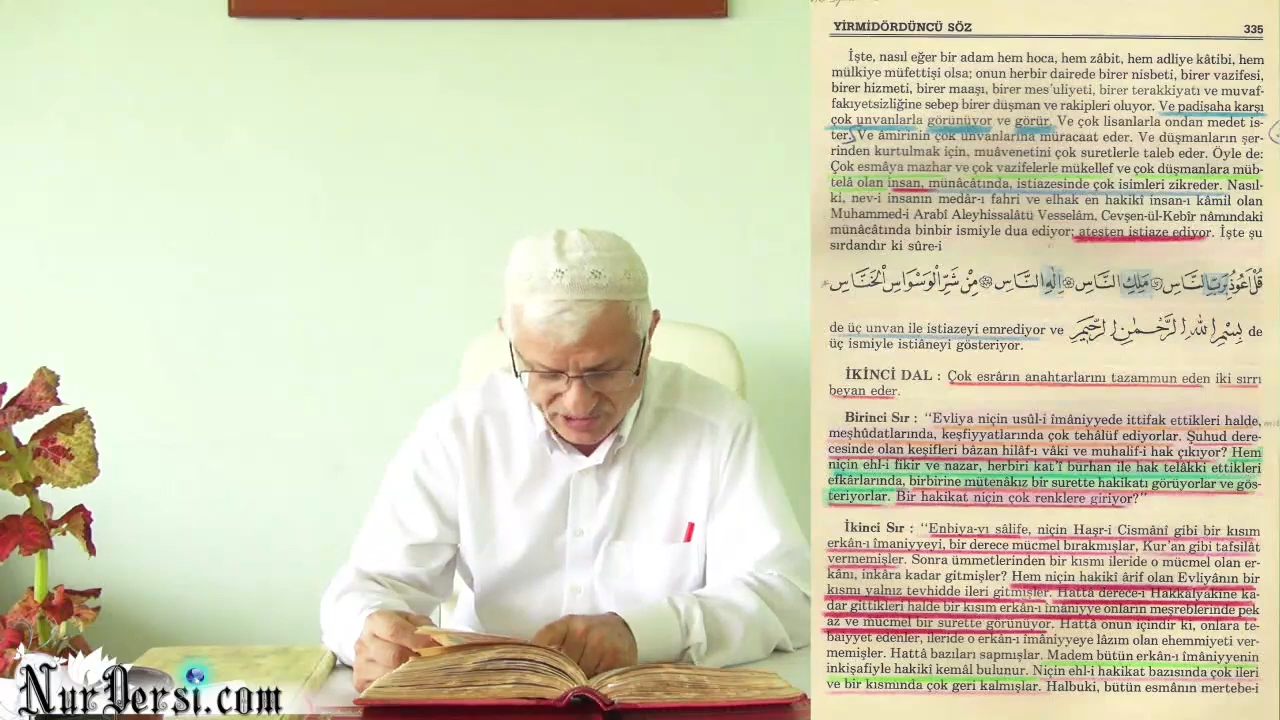 YİRMİDÖRDÜNCÜ SÖZ 335
İşte, nasıl eğer bir adam hem hoca, hem zâbit, hem adliye kâtibi, hem
mülkiye müfettişi olsa; onun herbir dairede birer nisbeti, birer vazifesi,
birer hizmeti, birer maaşı, birer mes'uliyeti, birer terakkiyatı ve muvaf-
fakıyetsizliğine sebep birer düşman ve rakipleri oluyor. Ve padişaha karşı
çok unvanlarla görünüyor ve görür. Ve çok lisanlarla ondan medet is-
ter. Ve âmirinin çok unvanlarına müracaat eder. Ve düşmanların şer-
rinden kurtulmak için, muâvenetini çok suretlerle taleb eder. Öyle de:
Çok esmâya mazhar ve çok vazifelerle mükellef ve çok düşmanlara müb-
telâ olan insan, münâcâtında, istiazesinde çok isimleri zikreder. Nasıl-
ki, nev-i insanın medâr-ı fahri ve elhak en hakikî insan-ı kâmil olan
Muhammed-i Arabî Aleyhissalâtü Vesselâm, Cevşen-ül-Kebîr nâmındaki
münâcâtında binbir ismiyle dua ediyor; ateşten istiaze ediyor. İşte şu
sırdandır ki sûre-i
قُلْ اَعُوذُ بِرَبِّ النَّاسِ ۞ مَلِكِ النَّاسِ ۞ اِلٰهِ النَّاسِ ۞ مِنْ شَرِّ الْوَسْوَاسِ الْخَنَّاسِ
de üç unvan ile istiazeyi emrediyor ve بِسْمِ اللهِ الرَّحْمٰنِ الرَّحِيمِ de
üç ismiyle istiâneyi gösteriyor.
İKİNCİ DAL : Çok esrârın anahtarlarını tazammun eden iki sırrı
beyan eder.
Birinci Sır : "Evliya niçin usûl-i îmâniyyede ittifak ettikleri halde,
meşhûdatlarında, keşfiyyatlarında çok tehâlüf ediyorlar. Şuhud dere-
cesinde olan keşifleri bâzan hilâf-ı vâki ve muhalif-i hak çıkıyor? Hem
niçin ehl-i fikir ve nazar, herbiri kat'î burhan ile hak telâkki ettikleri
efkârlarında, birbirine mütenâkız bir surette hakikatı görüyorlar ve gös-
teriyorlar. Bir hakikat niçin çok renklere giriyor?"
İkinci Sır : "Enbiya-yı sâlife, niçin Haşr-i Cismânî gibi bir kısım
erkân-ı îmaniyyeyi, bir derece mücmel bırakmışlar, Kur'an gibi tafsilât
vermemişler. Sonra ümmetlerinden bir kısmı ileride o mücmel olan er-
kânı, inkâra kadar gitmişler? Hem niçin hakikî ârif olan Evliyânın bir
kısmı yalnız tevhidde ileri gitmişler. Hattâ derece-i Hakkalyakîne ka-
dar gittikleri halde bir kısım erkân-ı îmâniyye onların meşreblerinde pek
az ve mücmel bir surette görünüyor. Hattâ onun içindir ki, onlara te-
baiyyet edenler, ileride o erkân-ı îmâniyyeye lâzım olan ehemmiyeti ver-
memişler. Hattâ bazıları sapmışlar. Madem bütün erkân-ı îmâniyyenin
inkişafiyle hakikî kemâl bulunur. Niçin ehl-i hakikat bazısında çok ileri
ve bir kısmında çok geri kalmışlar. Halbuki, bütün esmânın mertebe-i
NurDersi.com